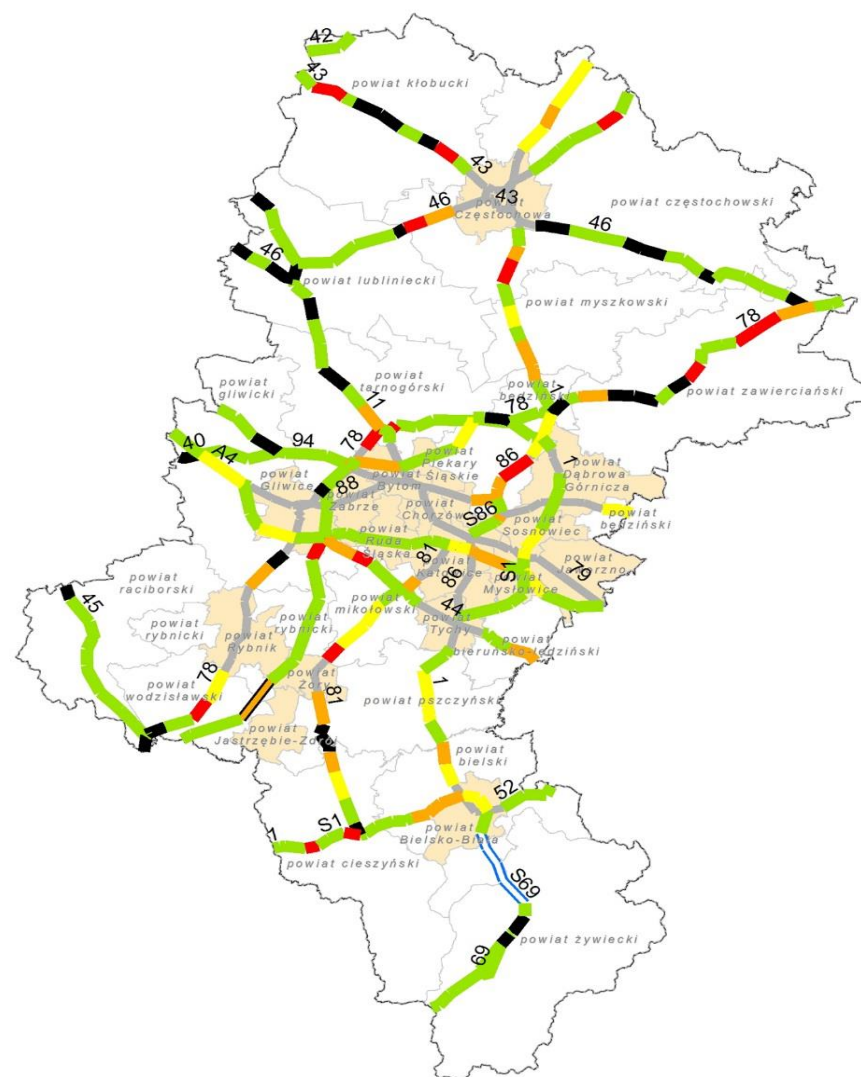 42
43
powiat kłobucki
43
46
43
powiat
Częstochowa
powiat częstochowski
46
46
powiat lubliniecki
powiat myszkowski
78
powiat
gliwicki
powiat
tarnogórski
powiat
będziński
1
powiat zawierciański
11
78
78
40
A4
94
powiat
Piekary
Śląskie
86
1
powiat
Dąbrowa-
Górnicza
powiat
Gliwice
88
powiat
Bytom
powiat
Zabrze
powiat
Chorzów
S86
powiat
Sosnowiec
powiat
będziński
powiat
Ruda
Śląska
81
powiat
Katowice
86
S1
powiat
Mysłowice
powiat
Jaworzno
79
powiat
raciborski
45
powiat
rybnicki
powiat
Rybnik
powiat
rybnicki
powiat
mikołowski
44
powiat
Tychy
powiat
bieruńsko-lędziński
powiat
wodzisławski
78
powiat
Żory
81
powiat pszczyński
1
powiat
Jastrzębie-Zdrój
powiat
bielski
52
1
S1
powiat
Bielsko-Biała
powiat cieszyński
S69
powiat żywiecki
69